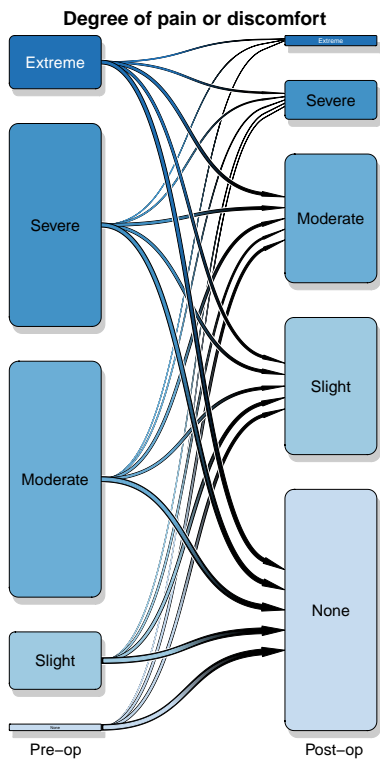 Degree of pain or discomfort
Extreme
Severe
Moderate
Slight
None
Pre-op
Extreme
Severe
Moderate
Slight
None
Post-op